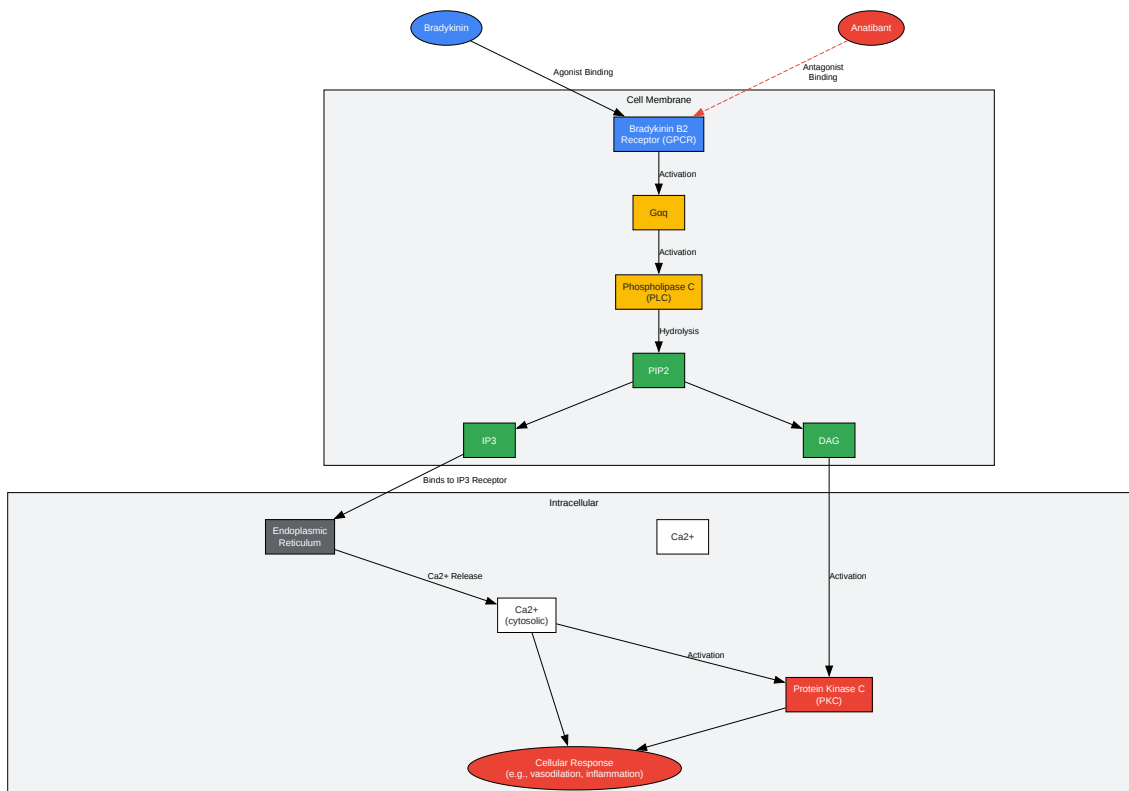 Bradykinin
Anatibant
Agonist Binding
Antagonist
Binding
Cell Membrane
Bradykinin B2
Receptor (GPCR)
Activation
Gαq
Activation
Phospholipase C
(PLC)
Hydrolysis
PIP2
IP3
DAG
Binds to IP3 Receptor
Intracellular
Endoplasmic
Reticulum
Ca2+
Ca2+ Release
Activation
Ca2+
(cytosolic)
Activation
Protein Kinase C
(PKC)
Cellular Response
(e.g., vasodilation, inflammation)